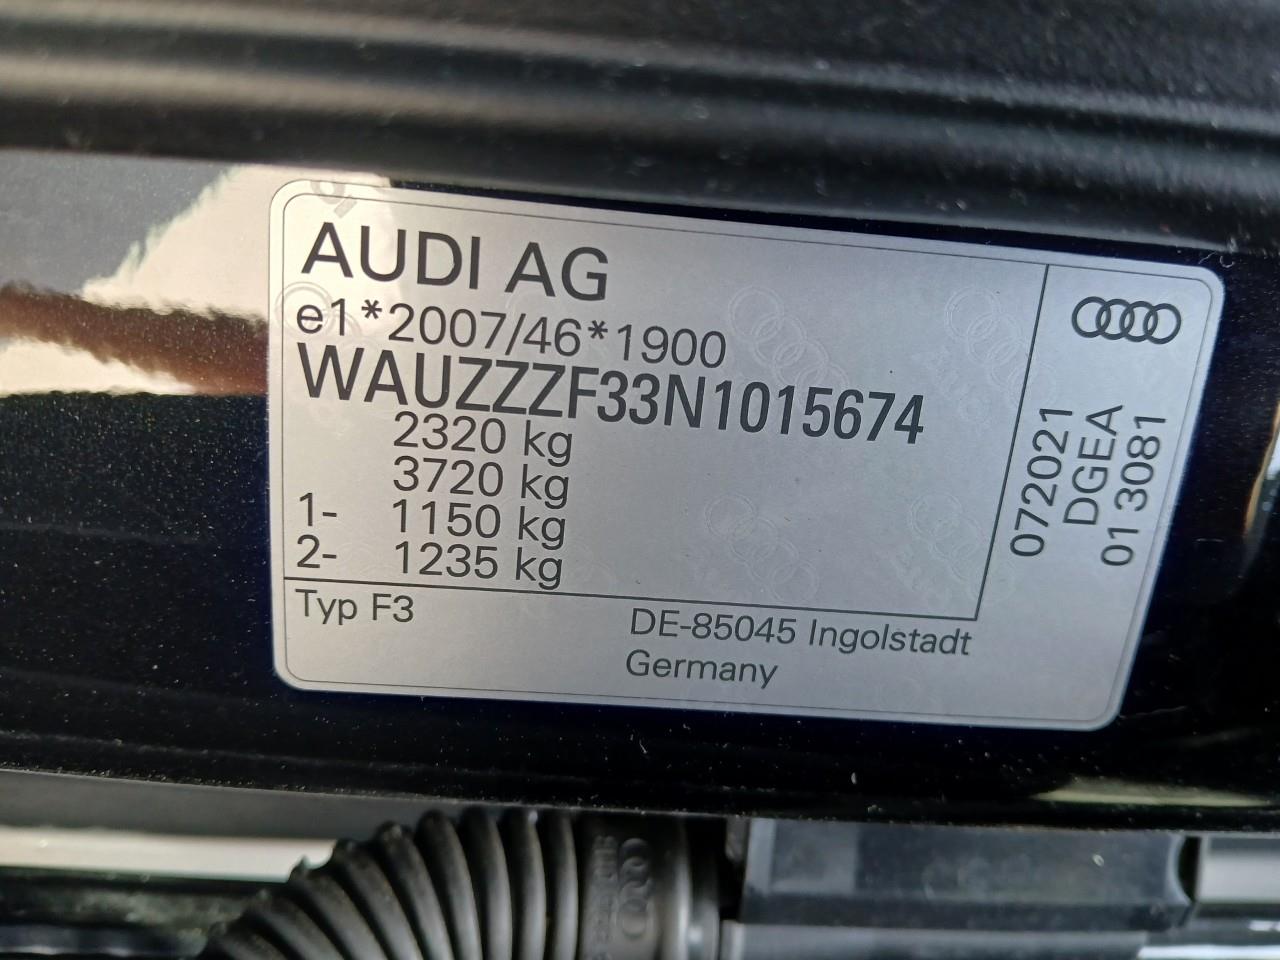 AUDI AG
e1*2007/46*1900
WAUZZZF33N1015674
2320 kg
3720 kg
1- 1150 kg
2- 1235 kg
Typ F3
DE-85045 Ingolstadt
Germany
072021
DGEA
01 3081